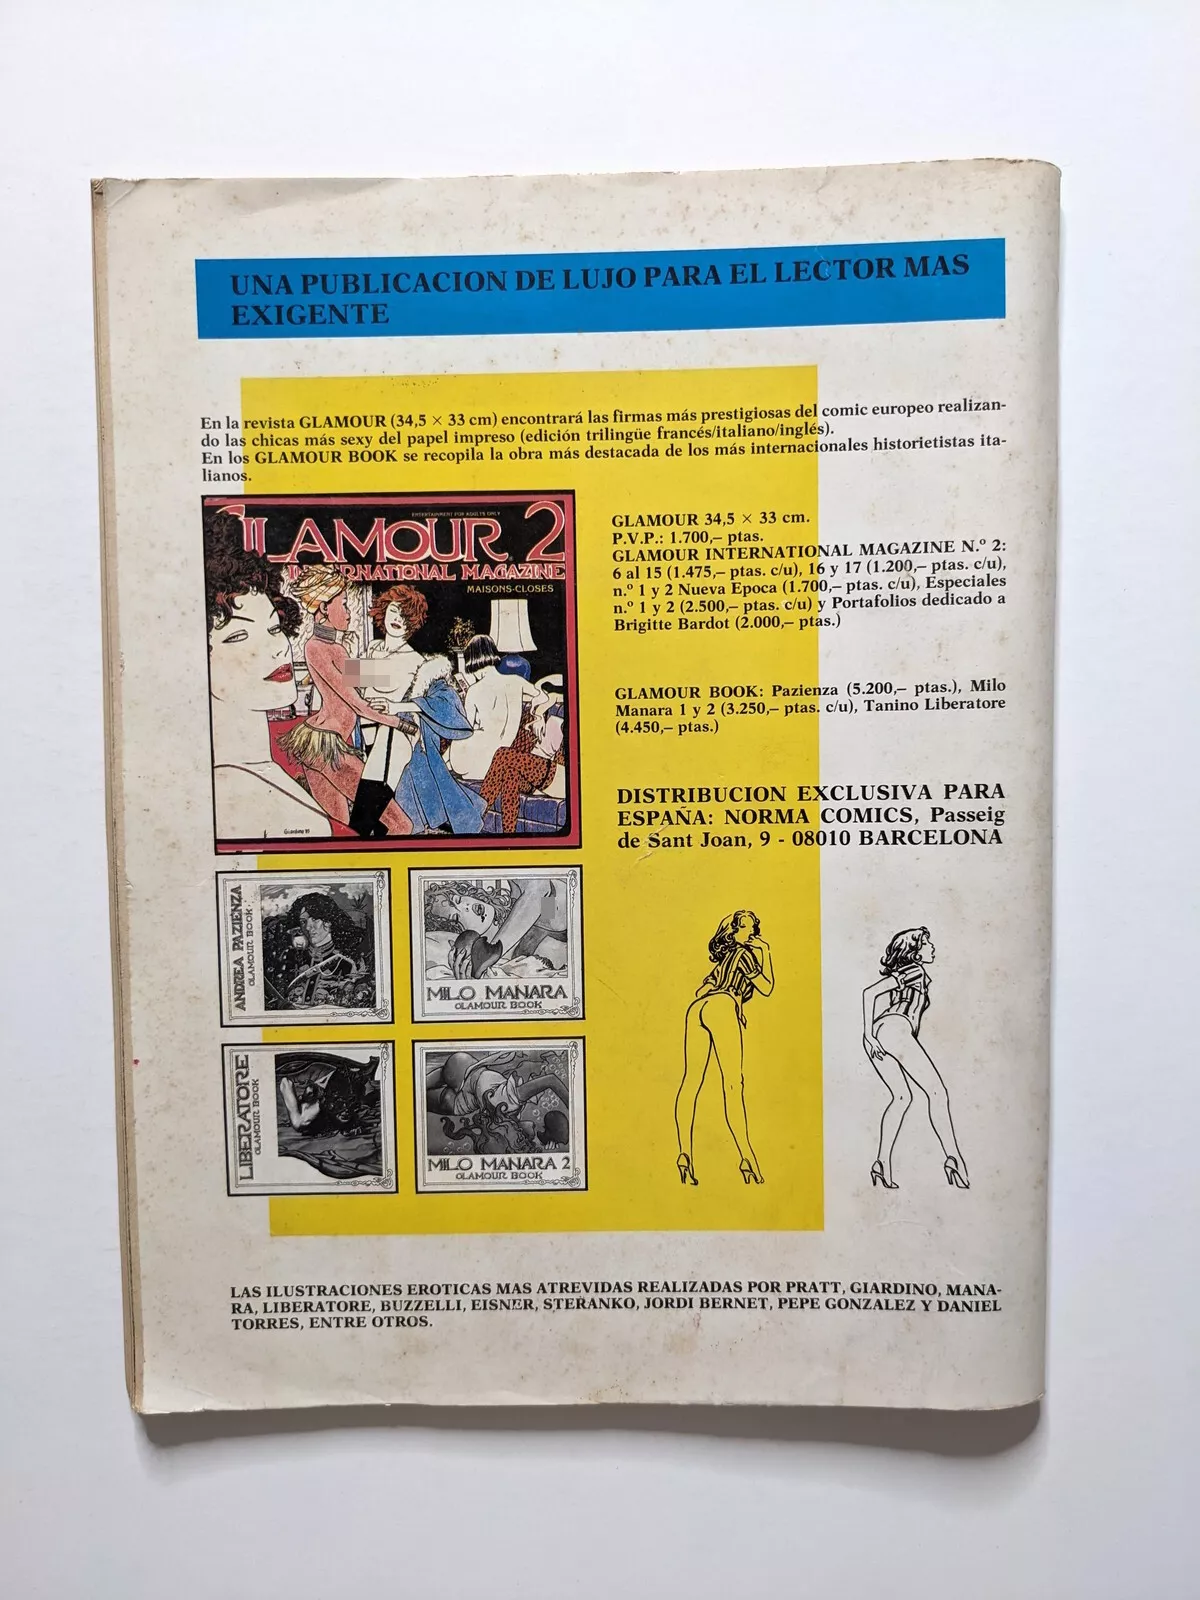 UNA PUBLICACION DE LUJO PARA EL LECTOR MAS
EXIGENTE
En la revista GLAMOUR (34,5 × 33 cm) encontrará las firmas más prestigiosas del comic europeo realizan-
do las chicas más sexy del papel impreso (edición trilingüe francés/italiano/inglés).
En los GLAMOUR BOOK se recopila la obra más destacada de los más internacionales historietistas ita-
lianos.
ENTERTAINMENT FOR ADULTS ONLY
GLAMOUR 2
INTERNATIONAL MAGAZINE
MAISONS-CLOSES
Giardino
GLAMOUR 34,5 × 33 cm.
P.V.P.: 1.700,– ptas.
GLAMOUR INTERNATIONAL MAGAZINE N.º 2:
6 al 15 (1.475,– ptas. c/u), 16 y 17 (1.200,– ptas. c/u),
n.º 1 y 2 Nueva Epoca (1.700,– ptas. c/u), Especiales
n.º 1 y 2 (2.500,– ptas. c/u) y Portafolios dedicado a
Brigitte Bardot (2.000,– ptas.)
GLAMOUR BOOK: Pazienza (5.200,– ptas.), Milo
Manara 1 y 2 (3.250,– ptas. c/u), Tanino Liberatore
(4.450,– ptas.)
DISTRIBUCION EXCLUSIVA PARA
ESPAÑA: NORMA COMICS, Passeig
de Sant Joan, 9 - 08010 BARCELONA
ANDREA PAZIENZA
GLAMOUR BOOK
MILO MANARA
GLAMOUR BOOK
LIBERATORE
GLAMOUR BOOK
MILO MANARA 2
GLAMOUR BOOK
LAS ILUSTRACIONES EROTICAS MAS ATREVIDAS REALIZADAS POR PRATT, GIARDINO, MANA-
RA, LIBERATORE, BUZZELLI, EISNER, STERANKO, JORDI BERNET, PEPE GONZALEZ Y DANIEL
TORRES, ENTRE OTROS.